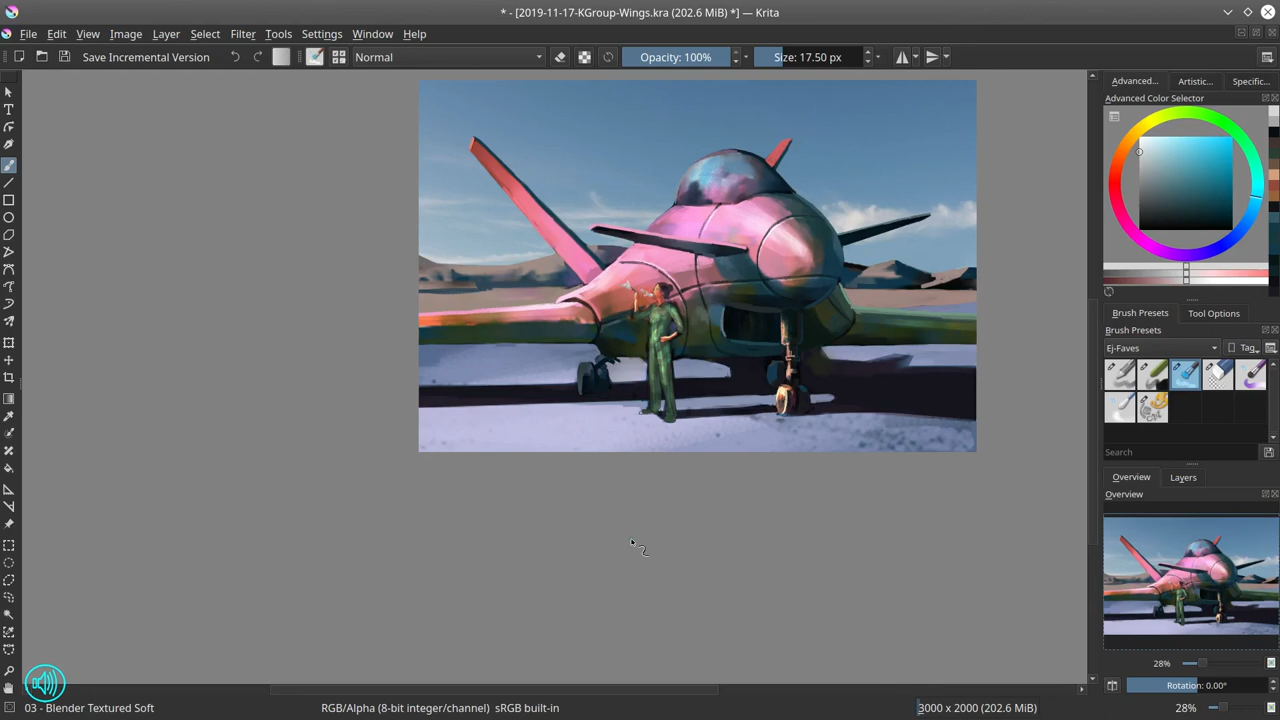 * - [2019-11-17-KGroup-Wings.kra (202.6 MiB) *] — Krita
File Edit View Image Layer Select Filter Tools Settings Window Help
Save Incremental Version Normal Opacity: 100% Size: 17.50 px
Advanced... Artistic... Specific...
Advanced Color Selector
Brush Presets Tool Options
Brush Presets
Ej-Faves Tag
Search
Overview Layers
Overview
28%
Rotation: 0.00°
03 - Blender Textured Soft RGB/Alpha (8-bit integer/channel) sRGB built-in 3000 x 2000 (202.6 MiB) 28%